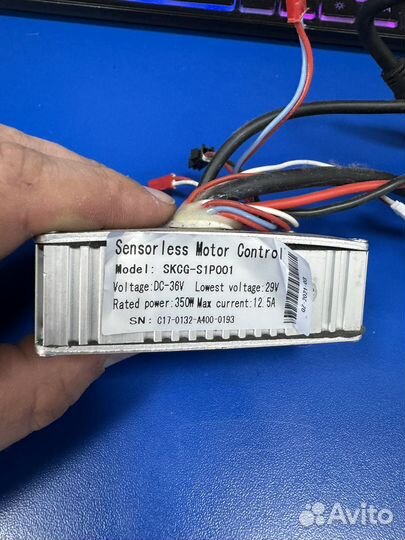 Sensorless Motor Control
Model: SKCG-S1P001
Voltage:DC-36V Lowest voltage:29V
Rated power:350W Max current:12.5A
SN: C17-0132-A400-0193
Avito